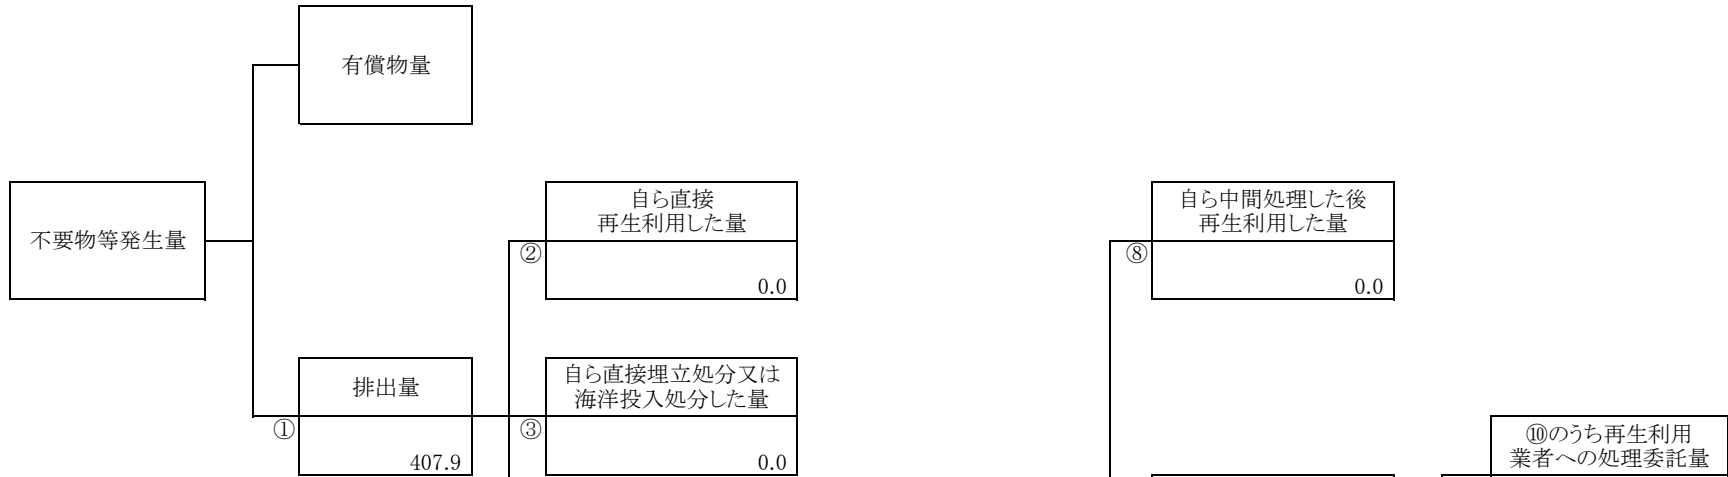 有償物量
不要物等発生量
自ら直接
再生利用した量
②
0.0
自ら中間処理した後
再生利用した量
⑧
0.0
排出量
①
407.9
自ら直接埋立処分又は
海洋投入処分した量
③
0.0
⑩のうち再生利用
業者への処理委託量